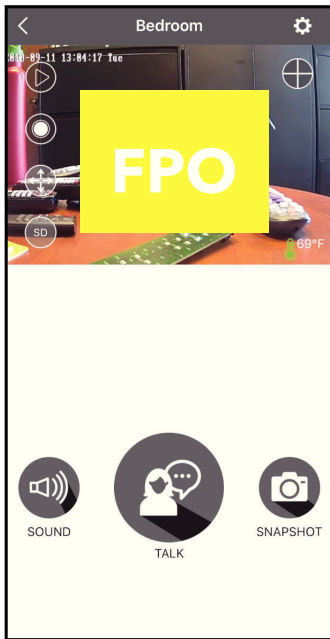 Bedroom
2018-09-11 13:04:17 Tue
FPO
SD
69°F
SOUND
TALK
SNAPSHOT